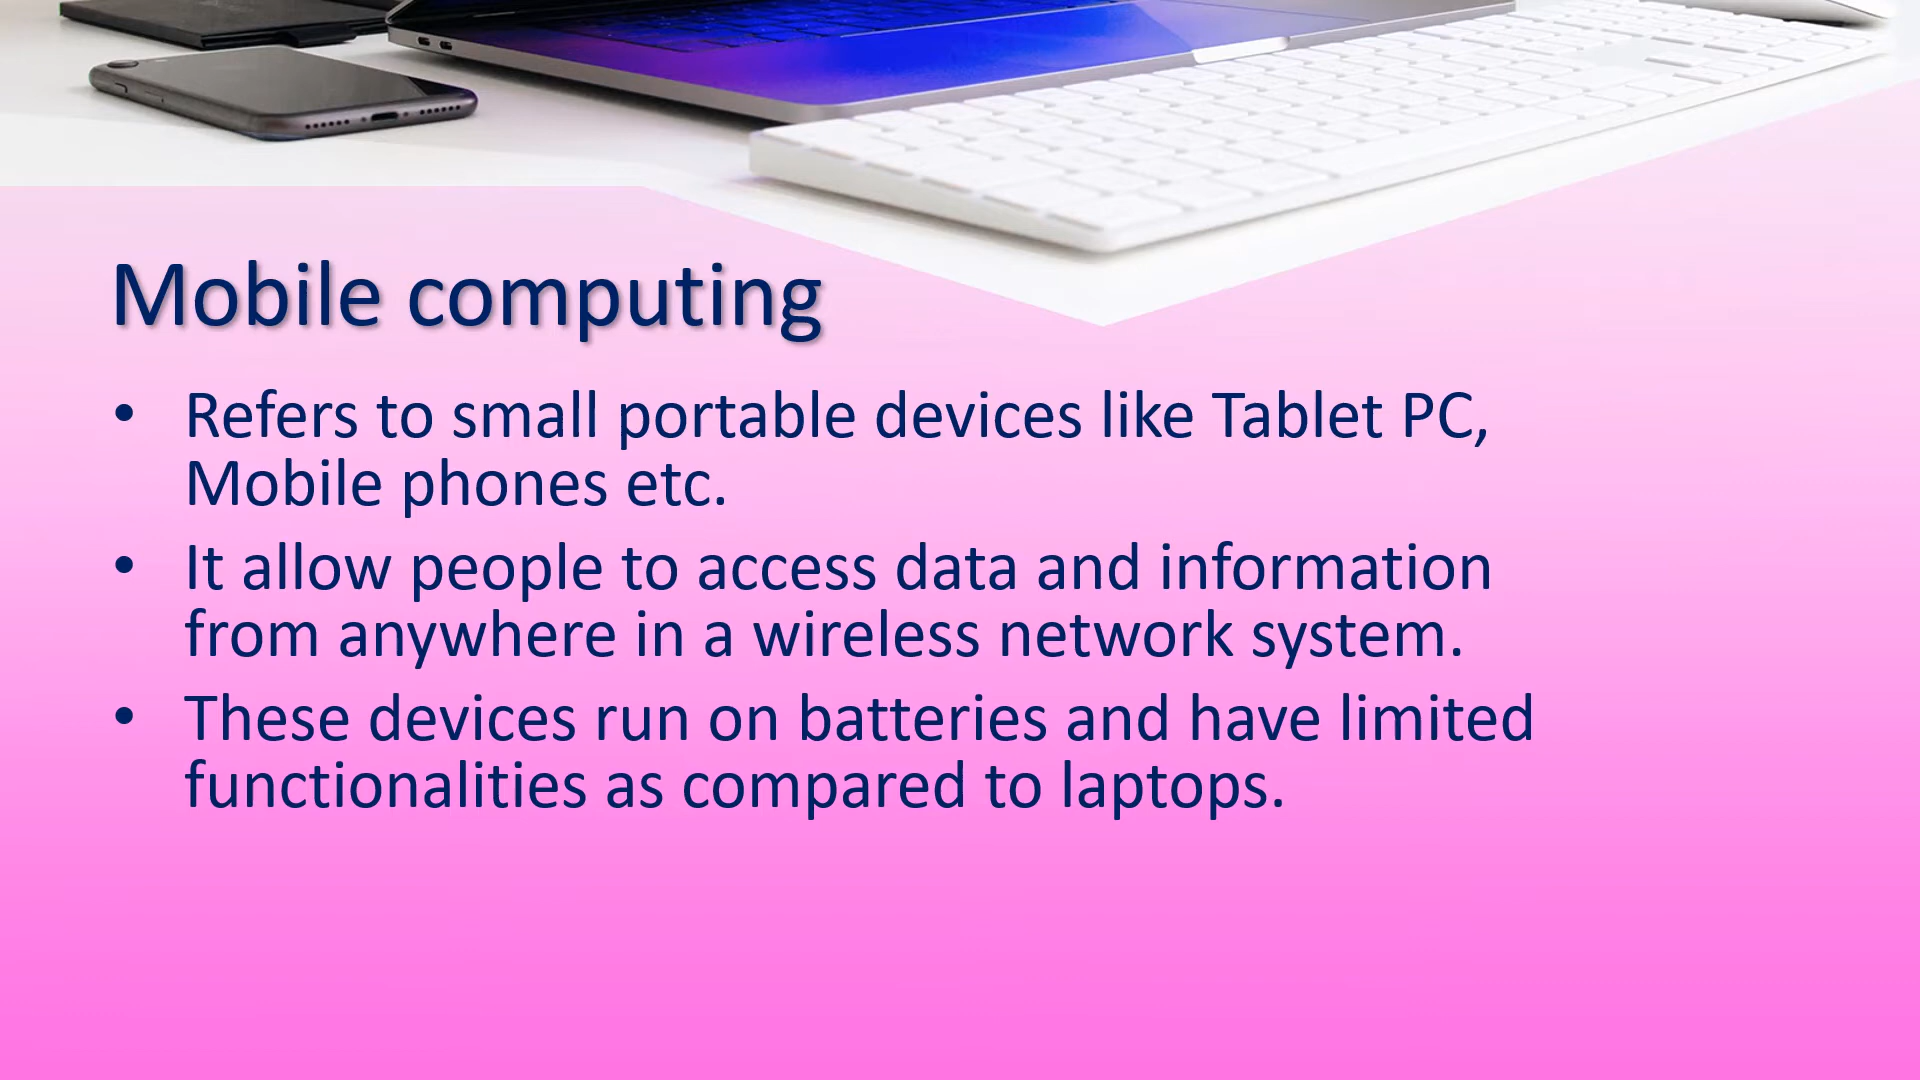 Mobile computing
• Refers to small portable devices like Tablet PC,
Mobile phones etc.
• It allow people to access data and information
from anywhere in a wireless network system.
• These devices run on batteries and have limited
functionalities as compared to laptops.